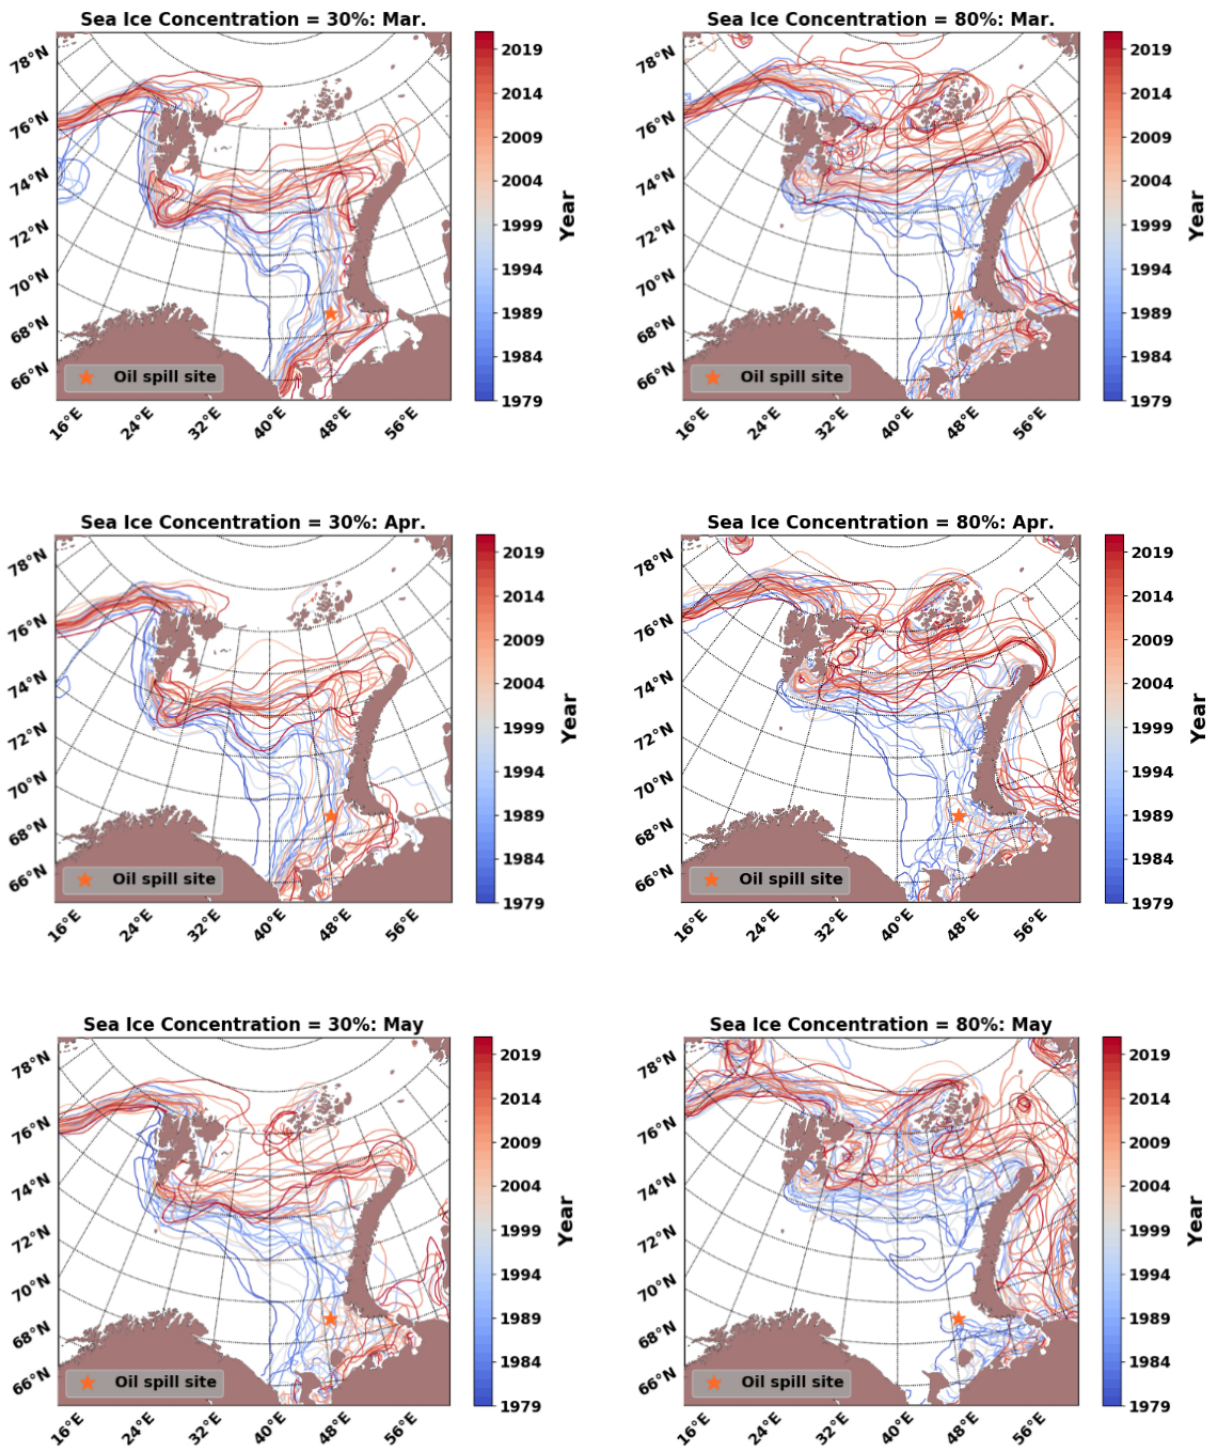 Sea Ice Concentration = 30%: Mar.
78°N
76°N
74°N
72°N
70°N
68°N
66°N
16°E
24°E
32°E
40°E
48°E
56°E
Oil spill site
2019
2014
2009
2004
1999
1994
1989
1984
1979
Year
Sea Ice Concentration = 80%: Mar.
78°N
76°N
74°N
72°N
70°N
68°N
66°N
16°E
24°E
32°E
40°E
48°E
56°E
Oil spill site
2019
2014
2009
2004
1999
1994
1989
1984
1979
Year
Sea Ice Concentration = 30%: Apr.
78°N
76°N
74°N
72°N
70°N
68°N
66°N
16°E
24°E
32°E
40°E
48°E
56°E
Oil spill site
2019
2014
2009
2004
1999
1994
1989
1984
1979
Year
Sea Ice Concentration = 80%: Apr.
78°N
76°N
74°N
72°N
70°N
68°N
66°N
16°E
24°E
32°E
40°E
48°E
56°E
Oil spill site
2019
2014
2009
2004
1999
1994
1989
1984
1979
Year
Sea Ice Concentration = 30%: May
78°N
76°N
74°N
72°N
70°N
68°N
66°N
16°E
24°E
32°E
40°E
48°E
56°E
Oil spill site
2019
2014
2009
2004
1999
1994
1989
1984
1979
Year
Sea Ice Concentration = 80%: May
78°N
76°N
74°N
72°N
70°N
68°N
66°N
16°E
24°E
32°E
40°E
48°E
56°E
Oil spill site
2019
2014
2009
2004
1999
1994
1989
1984
1979
Year